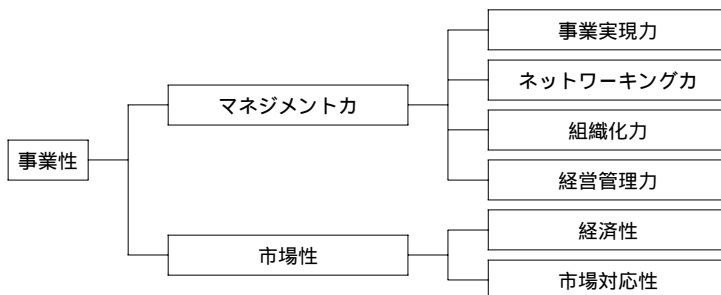 事業実現力
ネットワーキング力
マネジメント力
組織化力
事業性
経営管理力
経済性
市場性
市場対応性